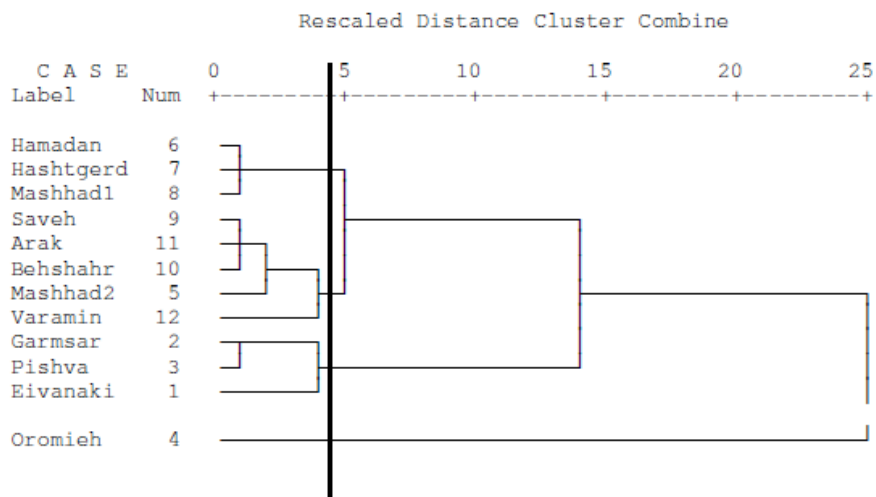 Rescaled Distance Cluster Combine
C A S E 0 5 10 15 20 25
Label Num
Hamadan 6
Hashtgerd 7
Mashhad1 8
Saveh 9
Arak 11
Behshahr 10
Mashhad2 5
Varamin 12
Garmsar 2
Pishva 3
Eivanaki 1
Oromieh 4